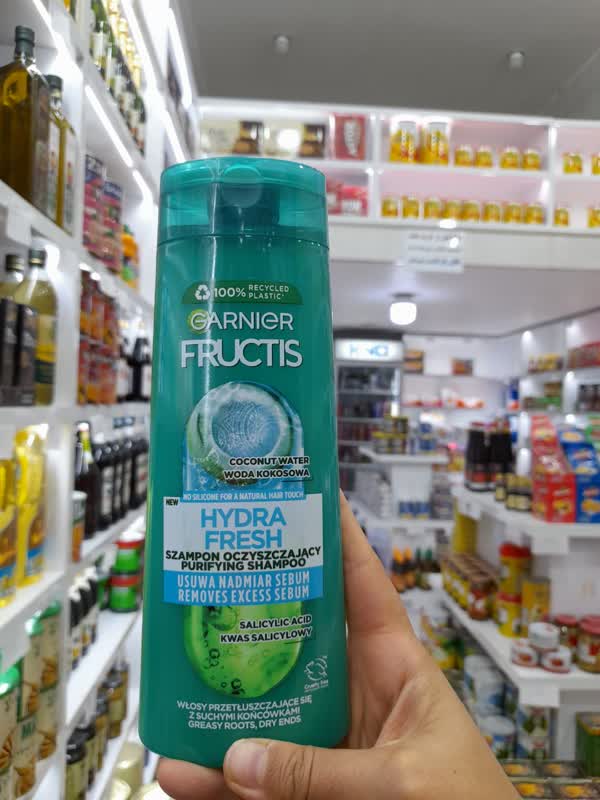 100% RECYCLED
PLASTIC*
GARNIER
FRUCTIS
COCONUT WATER
WODA KOKOSOWA
NO SILICONE FOR A NATURAL HAIR TOUCH
NEW
HYDRA
FRESH
SZAMPON OCZYSZCZAJĄCY
PURIFYING SHAMPOO
USUWA NADMIAR SEBUM
REMOVES EXCESS SEBUM
SALICYLIC ACID
KWAS SALICYLOWY
Cruelty Free
WŁOSY PRZETŁUSZCZAJĄCE SIĘ
Z SUCHYMI KOŃCÓWKAMI
GREASY ROOTS, DRY ENDS